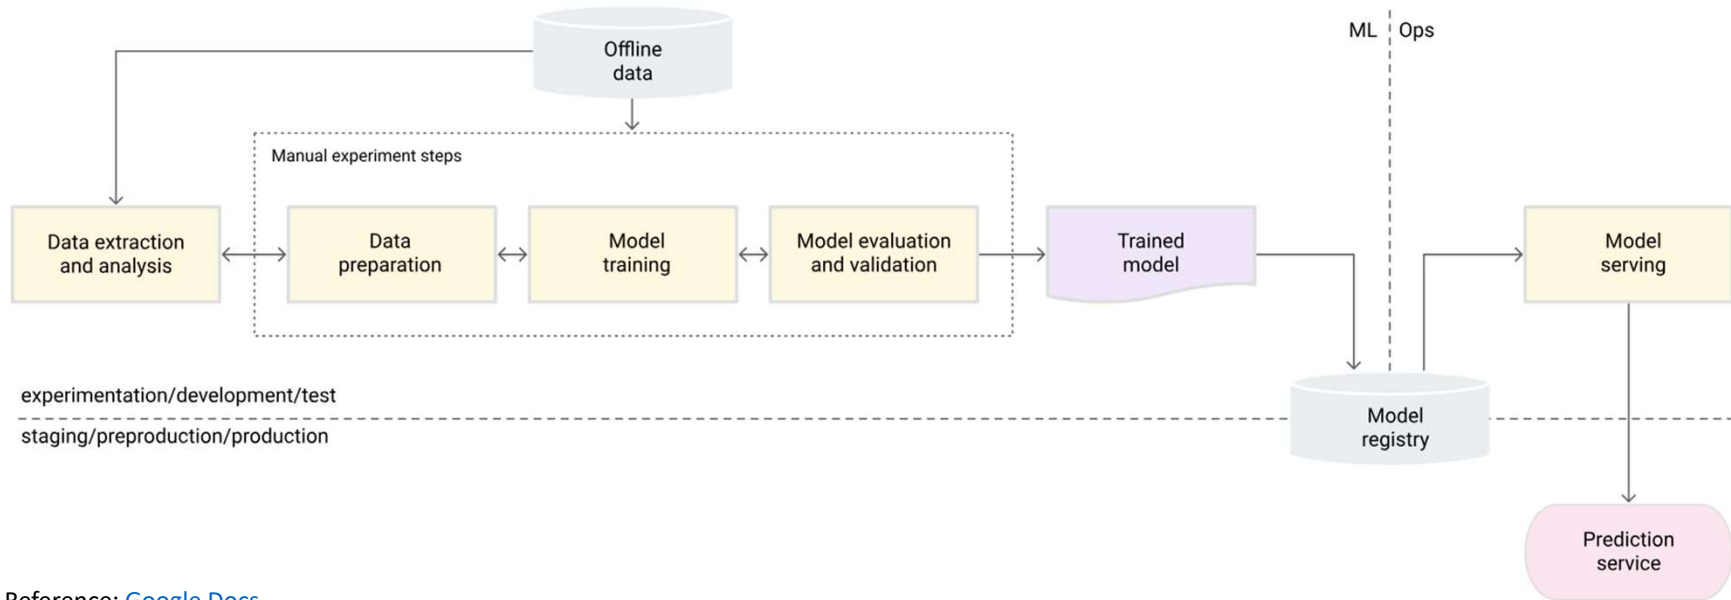 Offline
data
ML
Ops
Manual experiment steps
Data extraction
and analysis
Data
preparation
Model
training
Model evaluation
and validation
Trained
model
Model
serving
experimentation/development/test
staging/preproduction/production
Model
registry
Prediction
service
Reference: Google Docs